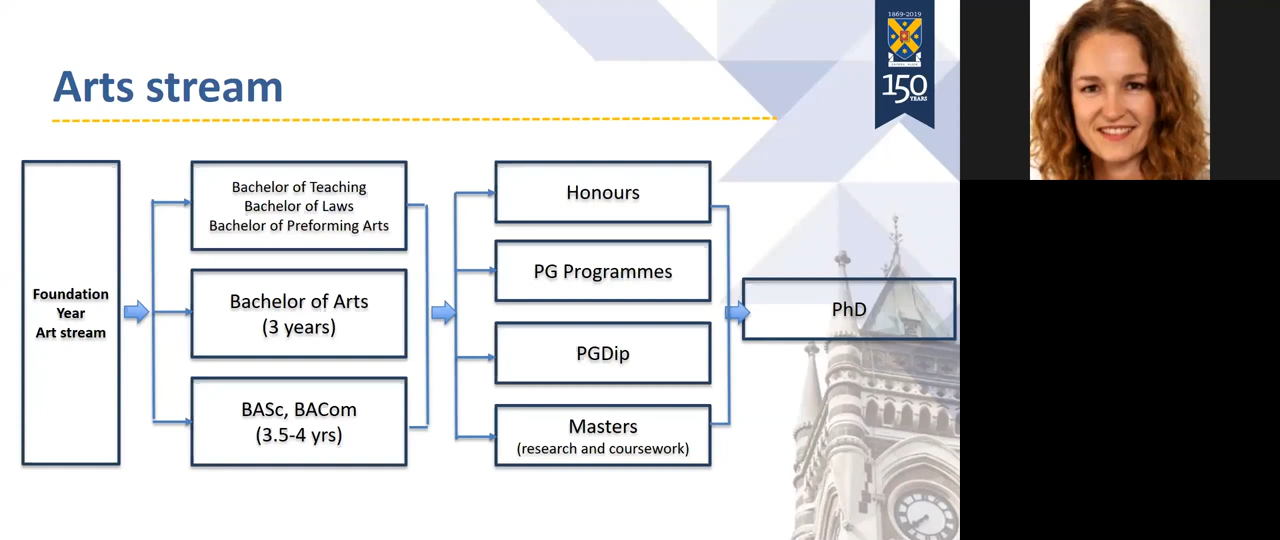 1869-2019
150
YEARS
Arts stream
Foundation
Year
Art stream
Bachelor of Teaching
Bachelor of Laws
Bachelor of Preforming Arts
Bachelor of Arts
(3 years)
BASc, BACom
(3.5-4 yrs)
Honours
PG Programmes
PGDip
Masters
(research and coursework)
PhD